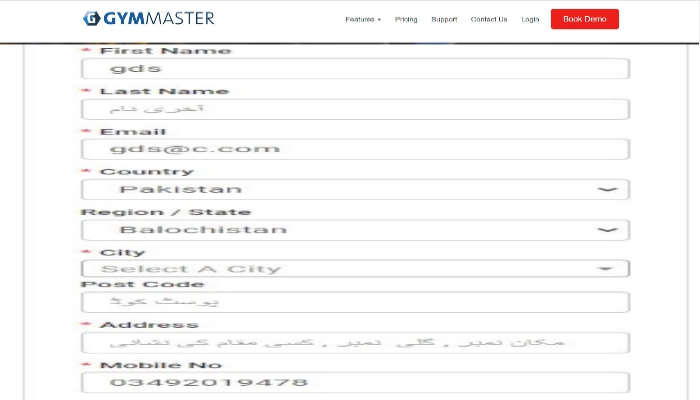 GYMMASTER
Features Pricing Support Contact Us Login Book Demo
* First Name
gds
* Last Name
آخری نام
* Email
gds@c.com
* Country
Pakistan
Region / State
Balochistan
* City
Select A City
Post Code
پوسٹ کوڈ
* Address
مکان نمبر , گلی نمبر , کسی مقام کی نشانی
* Mobile No
03492019478